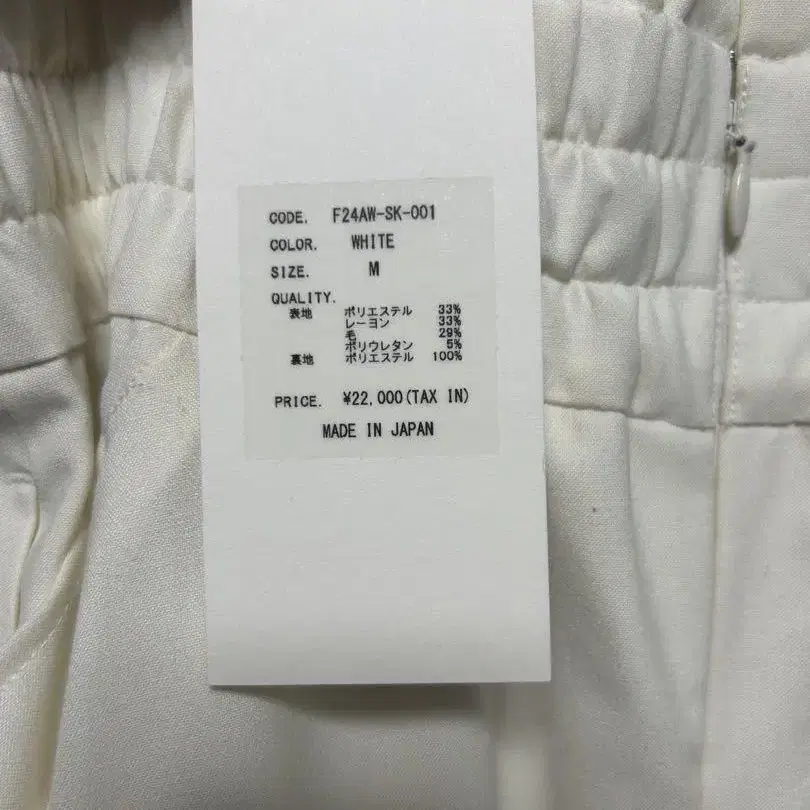 CODE. F24AW-SK-001
COLOR. WHITE
SIZE. M
QUALITY.
表地 ポリエステル 33%
レーヨン 33%
毛 29%
ポリウレタン 5%
裏地 ポリエステル 100%
PRICE. ¥22,000(TAX IN)
MADE IN JAPAN